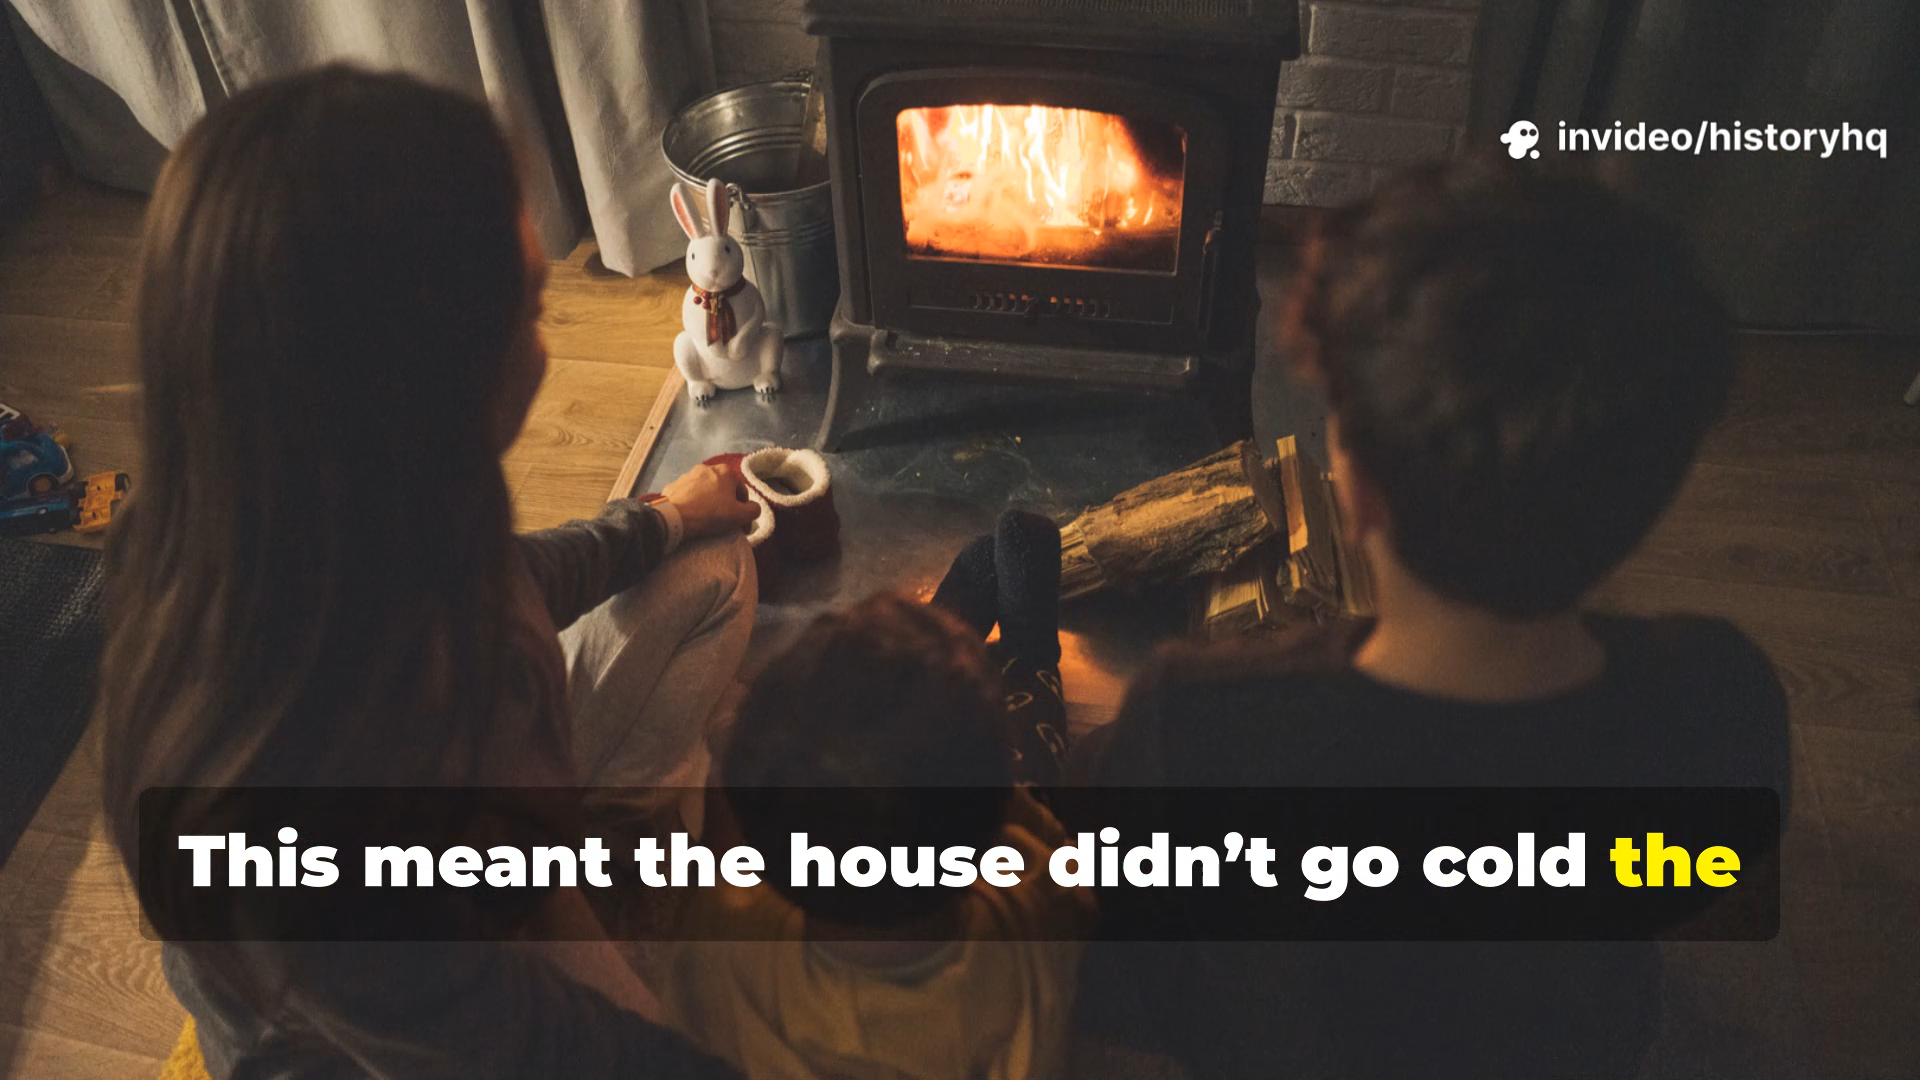 invideo/historyhq
This meant the house didn’t go cold the